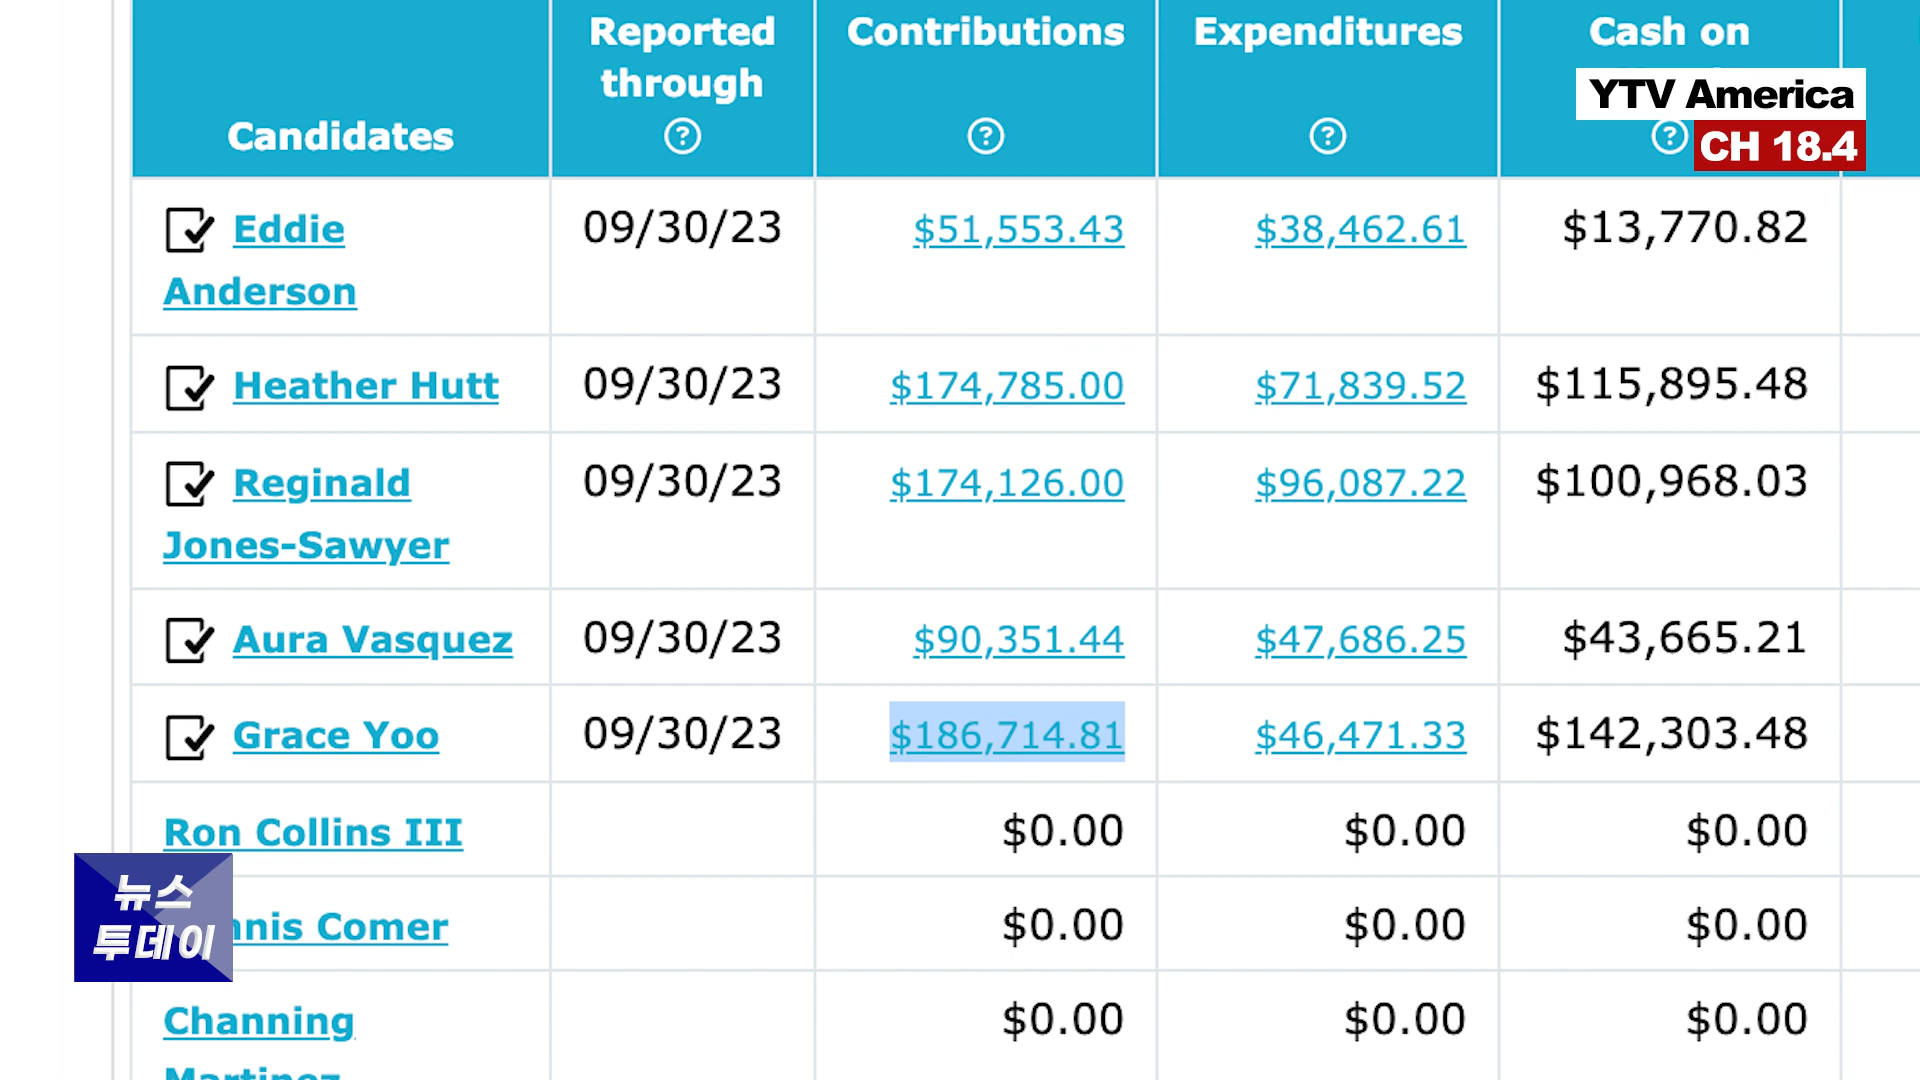 Reported
through
Contributions
Expenditures
Cash on
Candidates
YTV America
CH 18.4
Eddie
Anderson
09/30/23
$51,553.43
$38,462.61
$13,770.82
Heather Hutt
09/30/23
$174,785.00
$71,839.52
$115,895.48
Reginald
Jones-Sawyer
09/30/23
$174,126.00
$96,087.22
$100,968.03
Aura Vasquez
09/30/23
$90,351.44
$47,686.25
$43,665.21
Grace Yoo
09/30/23
$186,714.81
$46,471.33
$142,303.48
Ron Collins III
$0.00
$0.00
$0.00
뉴스
투데이
Comer
$0.00
$0.00
$0.00
Channing
Martinez
$0.00
$0.00
$0.00